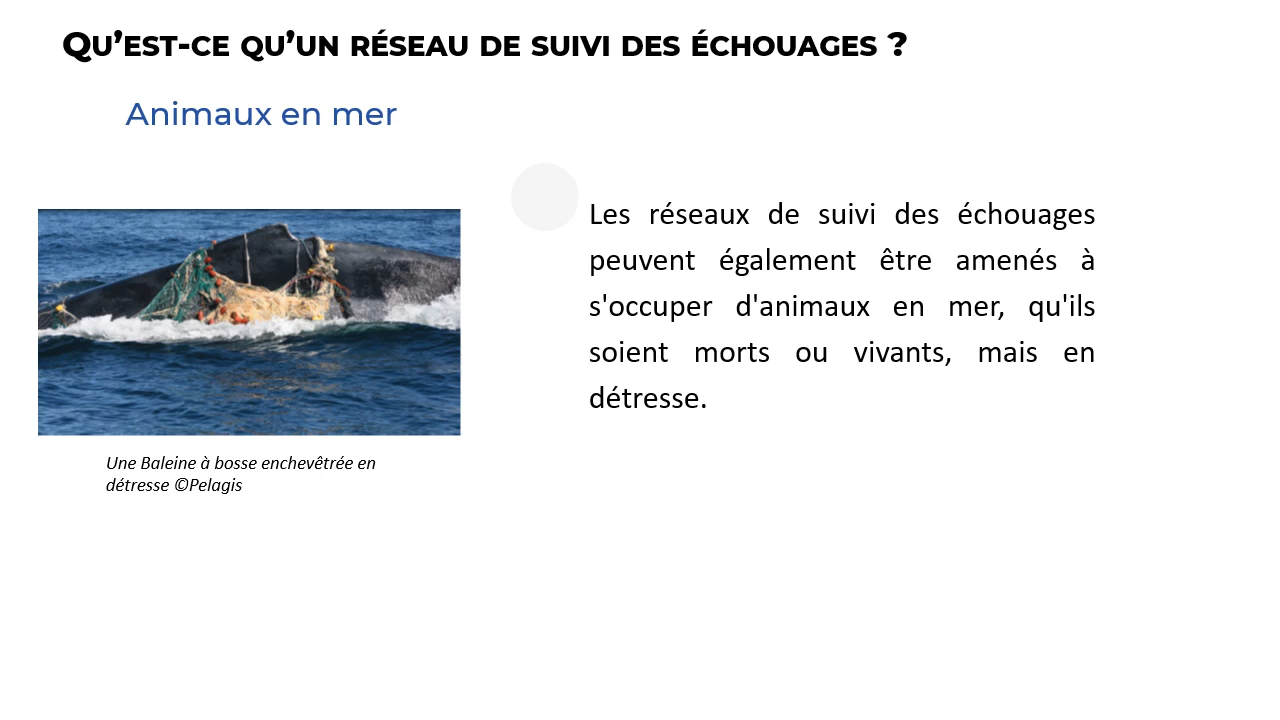 Qu’est-ce qu’un réseau de suivi des échouages ?
Animaux en mer
Les réseaux de suivi des échouages
peuvent également être amenés à
s'occuper d'animaux en mer, qu'ils
soient morts ou vivants, mais en
détresse.
Une Baleine à bosse enchevêtrée en
détresse ©Pelagis